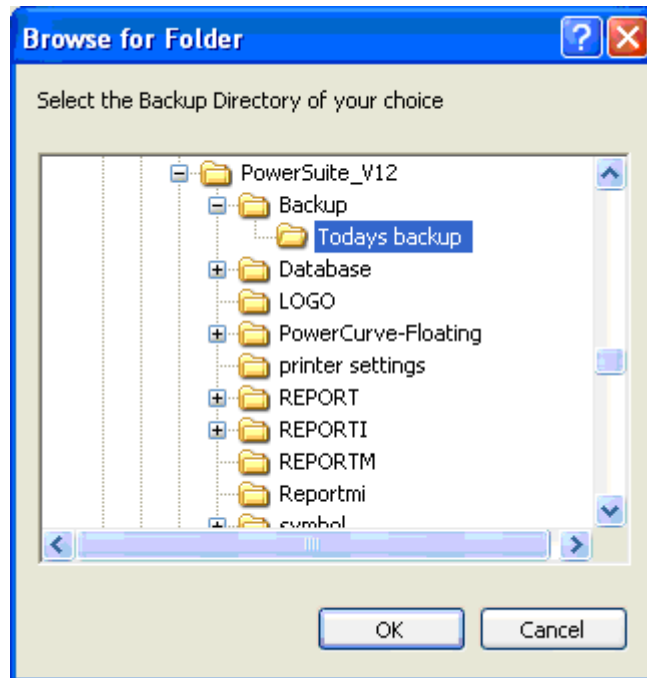 Browse for Folder
Select the Backup Directory of your choice
PowerSuite_V12
Backup
Todays backup
Database
LOGO
PowerCurve-Floating
printer settings
REPORT
REPORTI
REPORTM
Reportmi
symbol
OK
Cancel